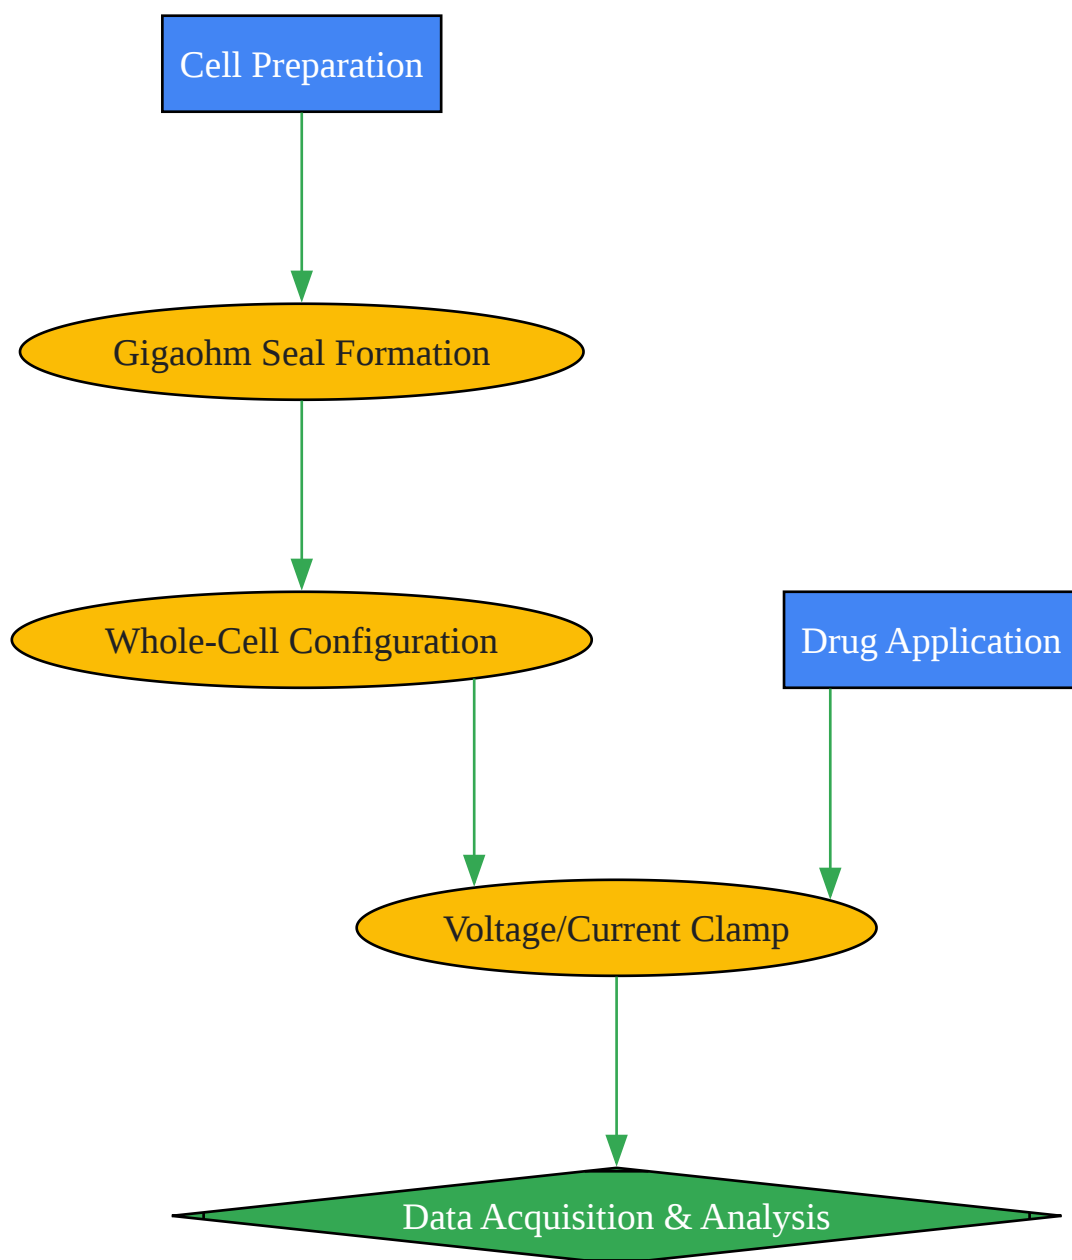 Cell Preparation
Gigaohm Seal Formation
Whole-Cell Configuration
Drug Application
Voltage/Current Clamp
Data Acquisition & Analysis